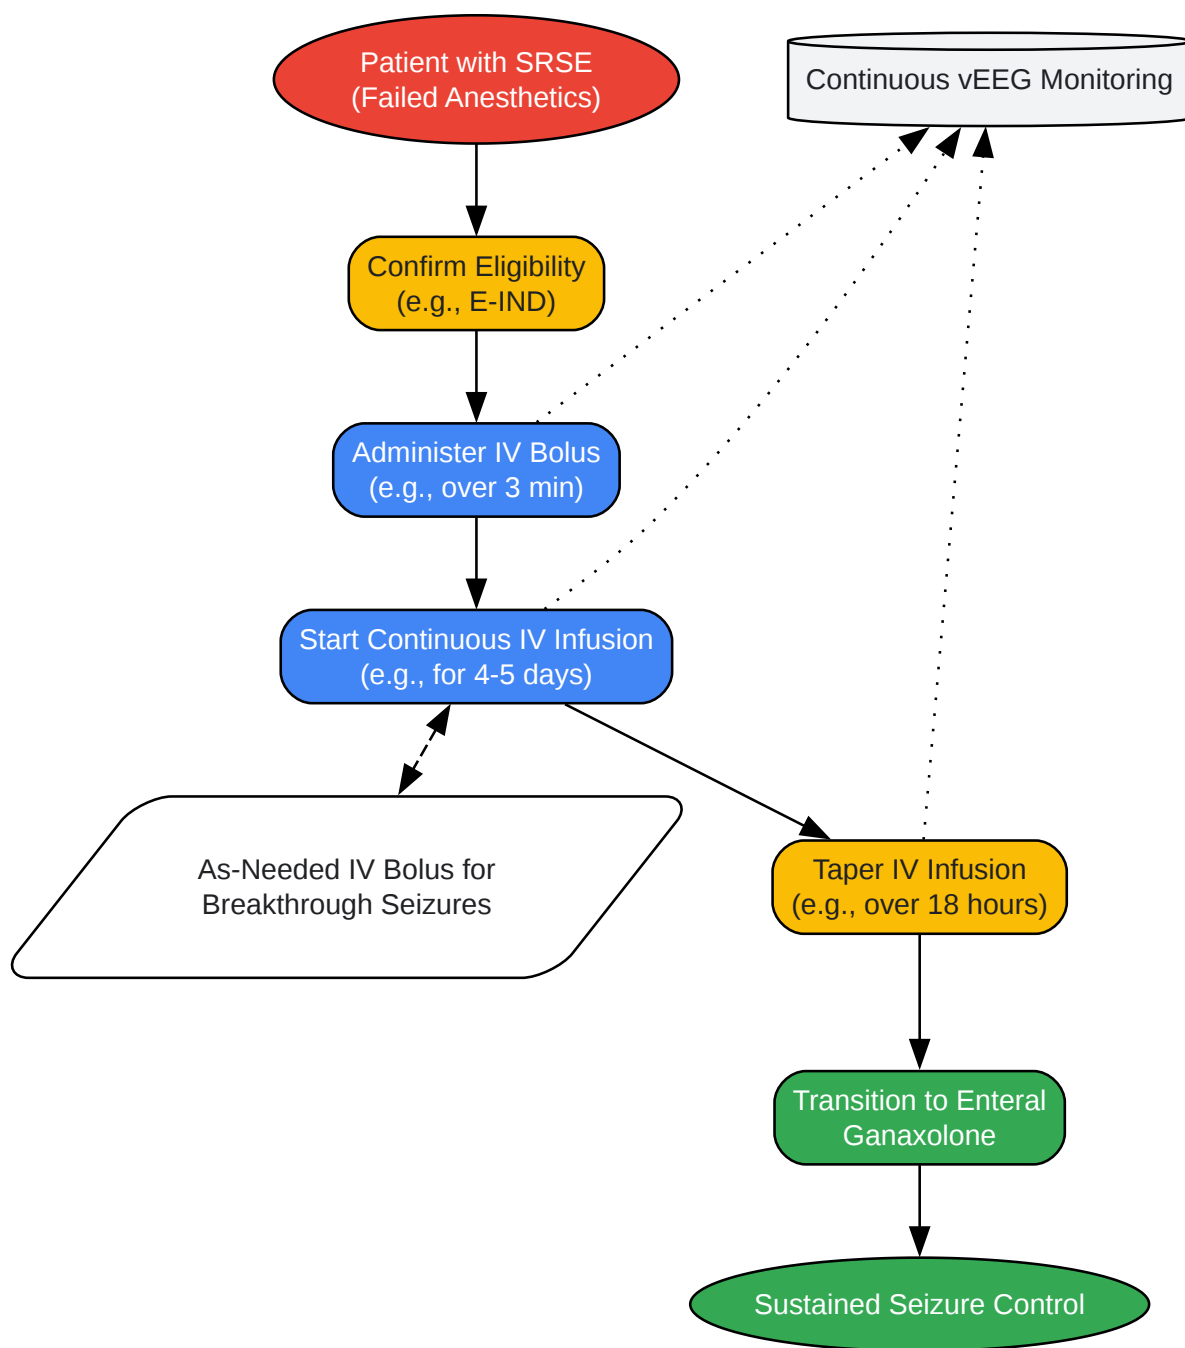 Patient with SRSE
(Failed Anesthetics)
Continuous vEEG Monitoring
Confirm Eligibility
(e.g., E-IND)
Administer IV Bolus
(e.g., over 3 min)
Start Continuous IV Infusion
(e.g., for 4-5 days)
As-Needed IV Bolus for
Breakthrough Seizures
Taper IV Infusion
(e.g., over 18 hours)
Transition to Enteral
Ganaxolone
Sustained Seizure Control